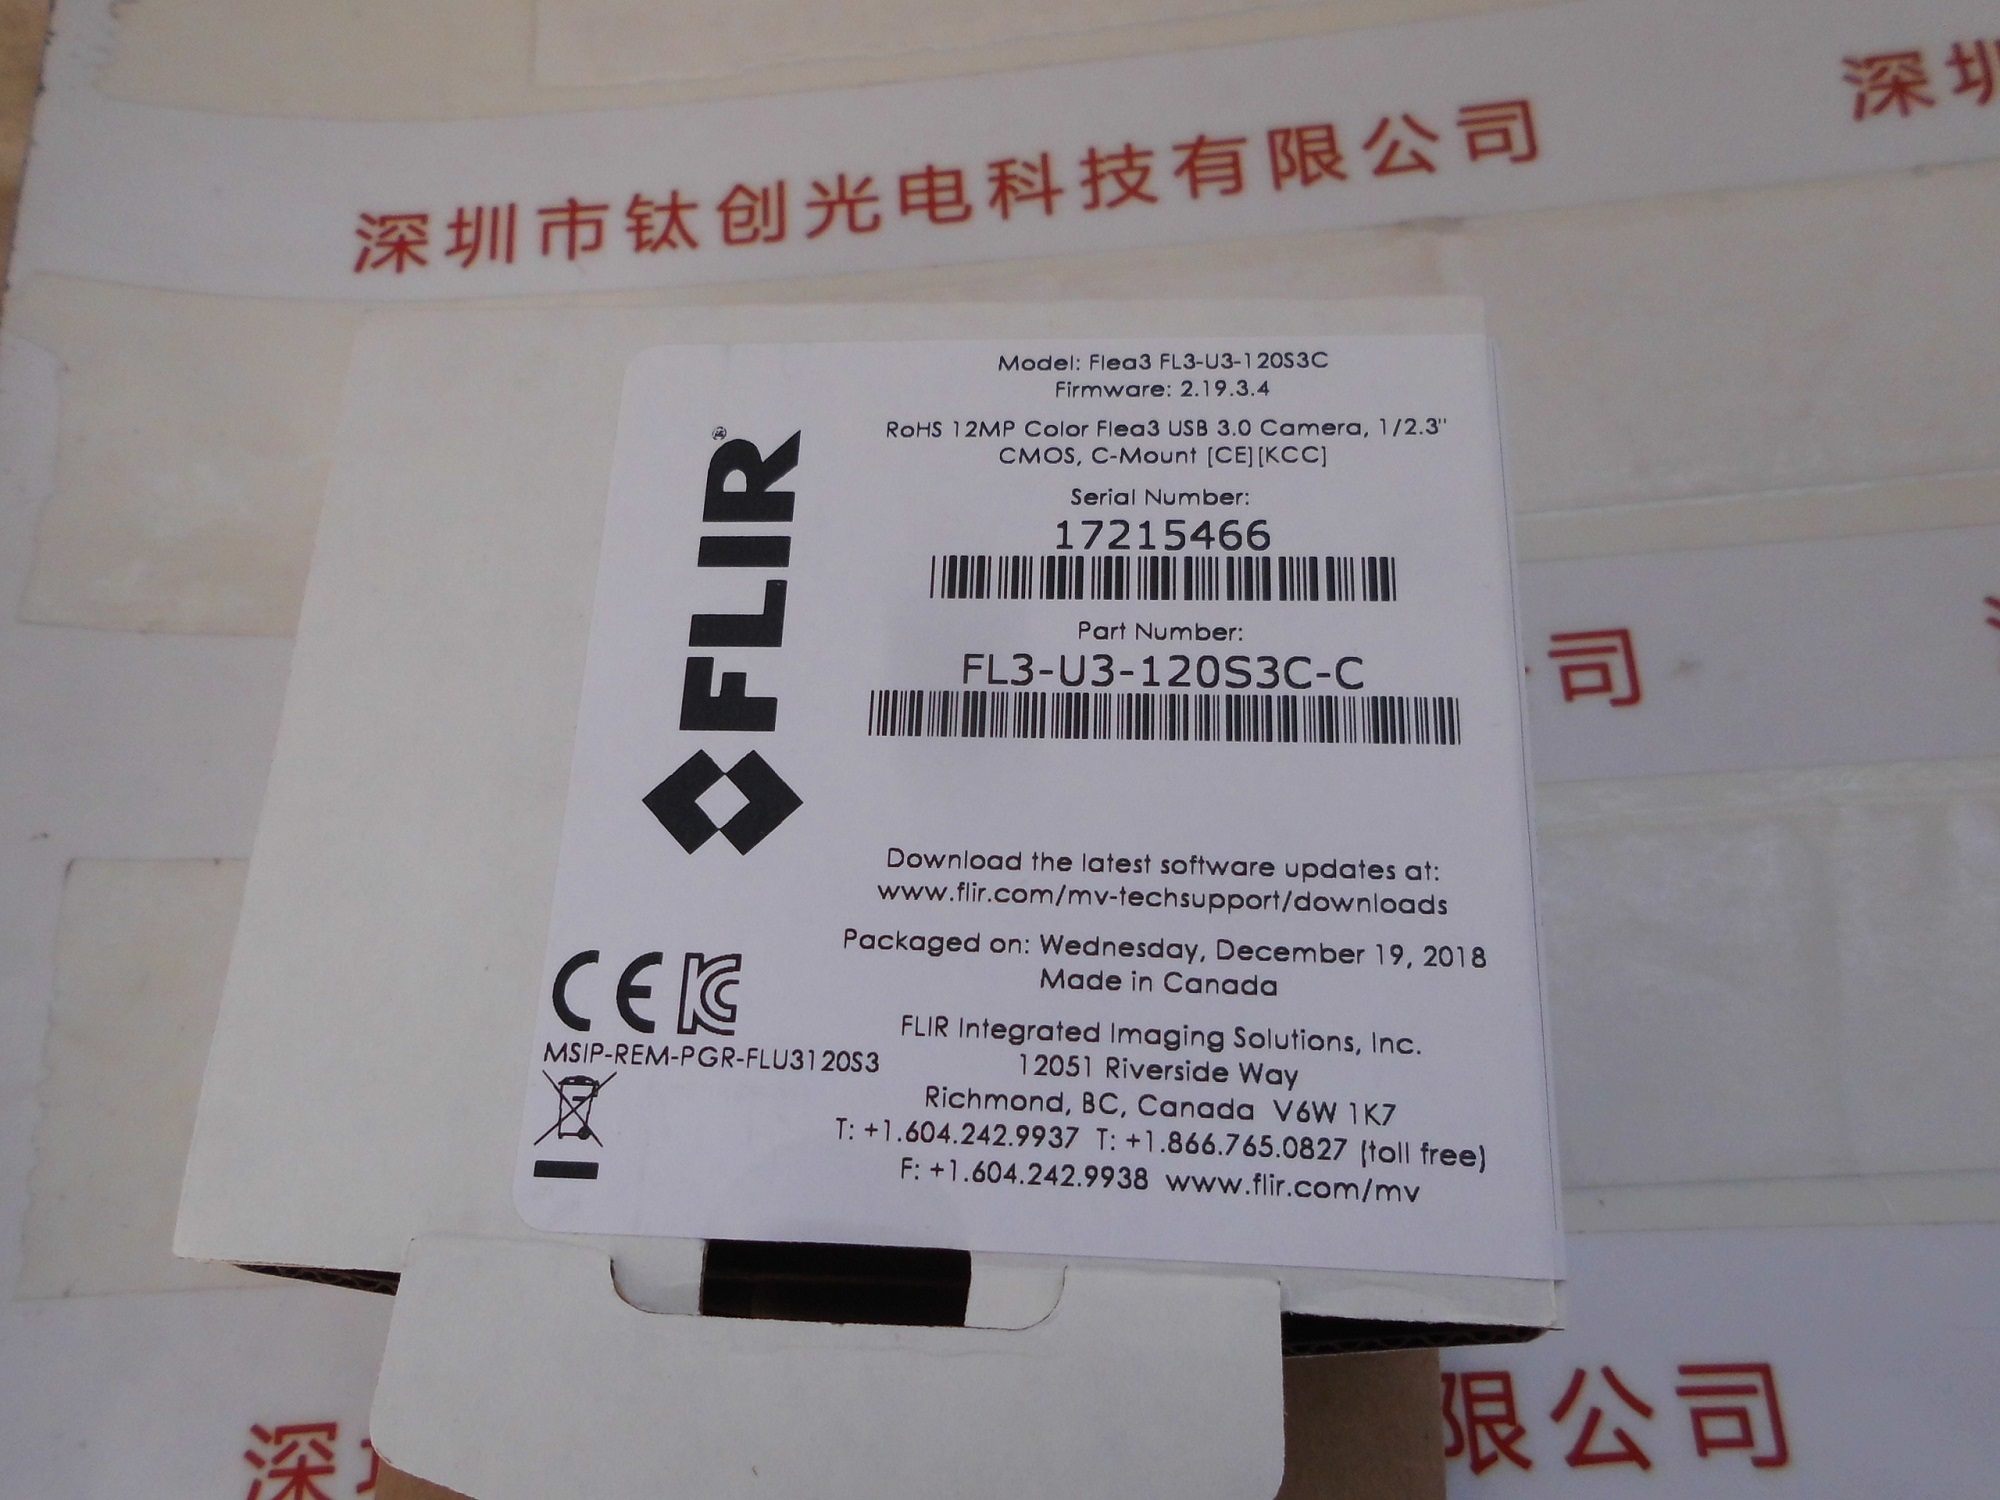 深圳市钛创光电科技有限公司
深圳
Model: Flea3 FL3-U3-120S3C
Firmware: 2.19.3.4
RoHS 12MP Color Flea3 USB 3.0 Camera, 1/2.3"
CMOS, C-Mount [CE][KCC]
Serial Number:
17215466
Part Number:
FL3-U3-120S3C-C
FLIR
司
Download the latest software updates at:
www.flir.com/mv-techsupport/downloads
Packaged on: Wednesday, December 19, 2018
Made in Canada
CE KC
MSIP-REM-PGR-FLU3120S3
FLIR Integrated Imaging Solutions, Inc.
12051 Riverside Way
Richmond, BC, Canada V6W 1K7
T: +1.604.242.9937 T: +1.866.765.0827 (toll free)
F: +1.604.242.9938 www.flir.com/mv
深
限公司